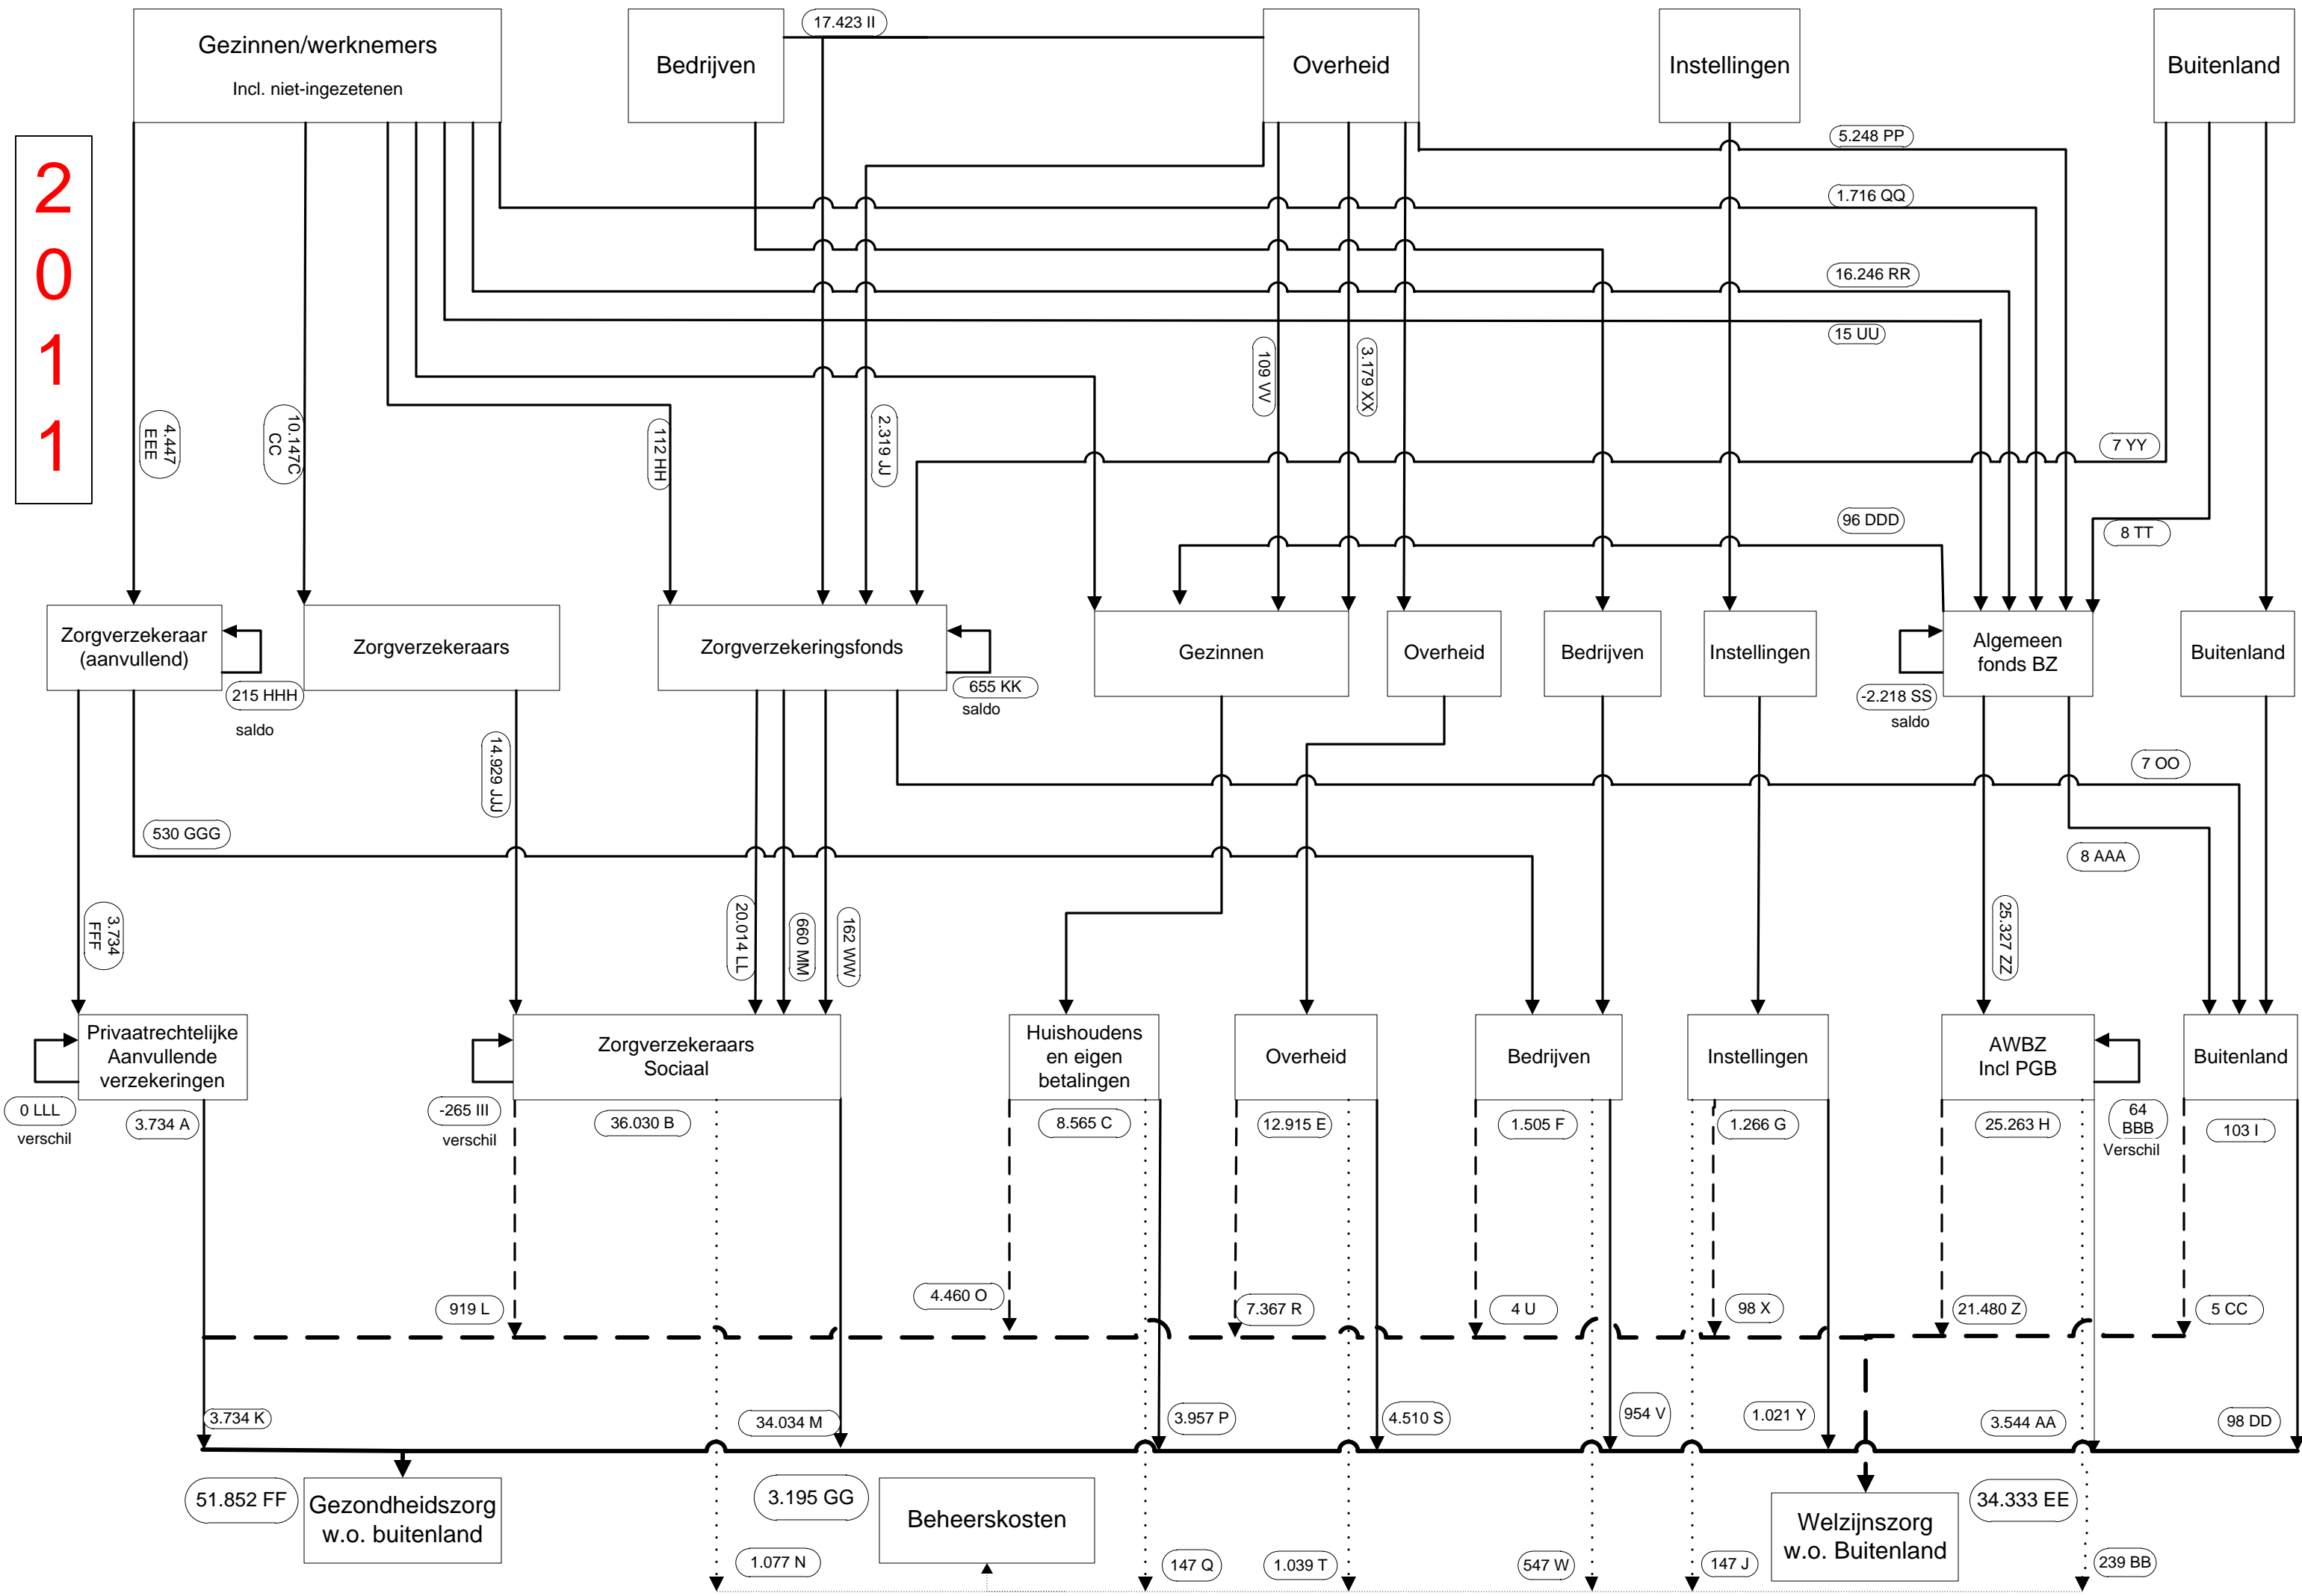 17.423 II
Gezinnen/werknemers
Incl. niet-ingezetenen
Bedrijven
Overheid
Instellingen
Buitenland
2
0
1
1
5.248 PP
1.716 QQ
16.246 RR
15 UU
109 VV
3.179 XX
4.447
EEE
10.147C
CC
112 HH
2.319 JJ
7 YY
96 DDD
8 TT
Zorgverzekeraar
(aanvullend)
Zorgverzekeraars
Zorgverzekeringsfonds
Gezinnen
Overheid
Bedrijven
Instellingen
Algemeen
fonds BZ
Buitenland
215 HHH
saldo
655 KK
saldo
-2.218 SS
saldo
14.929 JJJ
7 OO
530 GGG
8 AAA
3.734
FFF
20.014 LL
660 MM
162 WW
25.327 ZZ
Privaatrechtelijke
Aanvullende
verzekeringen
Zorgverzekeraars
Sociaal
Huishoudens
en eigen
betalingen
Overheid
Bedrijven
Instellingen
AWBZ
Incl PGB
Buitenland
0 LLL
verschil
3.734 A
-265 III
verschil
36.030 B
8.565 C
12.915 E
1.505 F
1.266 G
25.263 H
64
BBB
Verschil
103 I
919 L
4.460 O
7.367 R
4 U
98 X
21.480 Z
5 CC
3.734 K
34.034 M
3.957 P
4.510 S
954 V
1.021 Y
3.544 AA
98 DD
51.852 FF
Gezondheidszorg
w.o. buitenland
3.195 GG
Beheerskosten
Welzijnszorg
w.o. Buitenland
34.333 EE
1.077 N
147 Q
1.039 T
547 W
147 J
239 BB